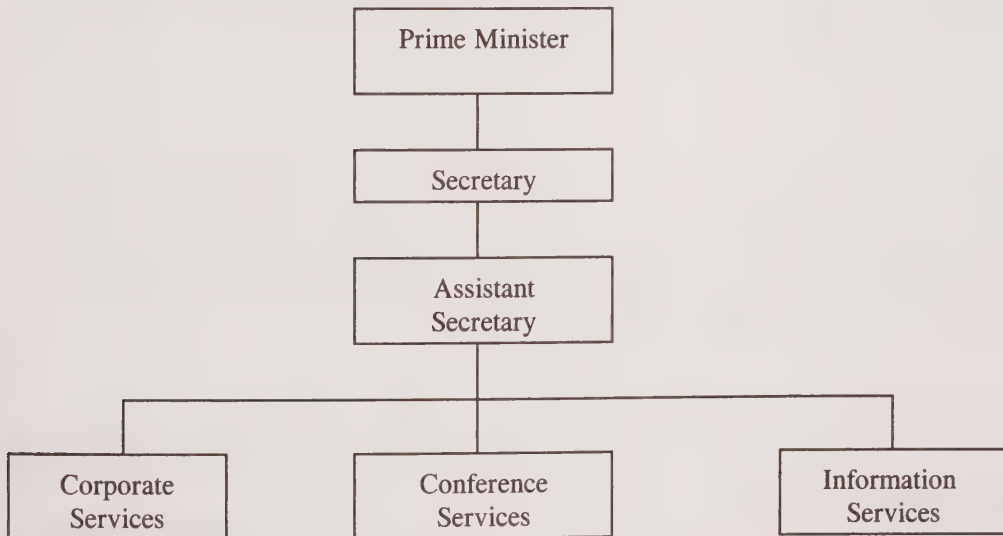 Prime Minister
Secretary
Assistant
Secretary
Corporate
Services
Conference
Services
Information
Services